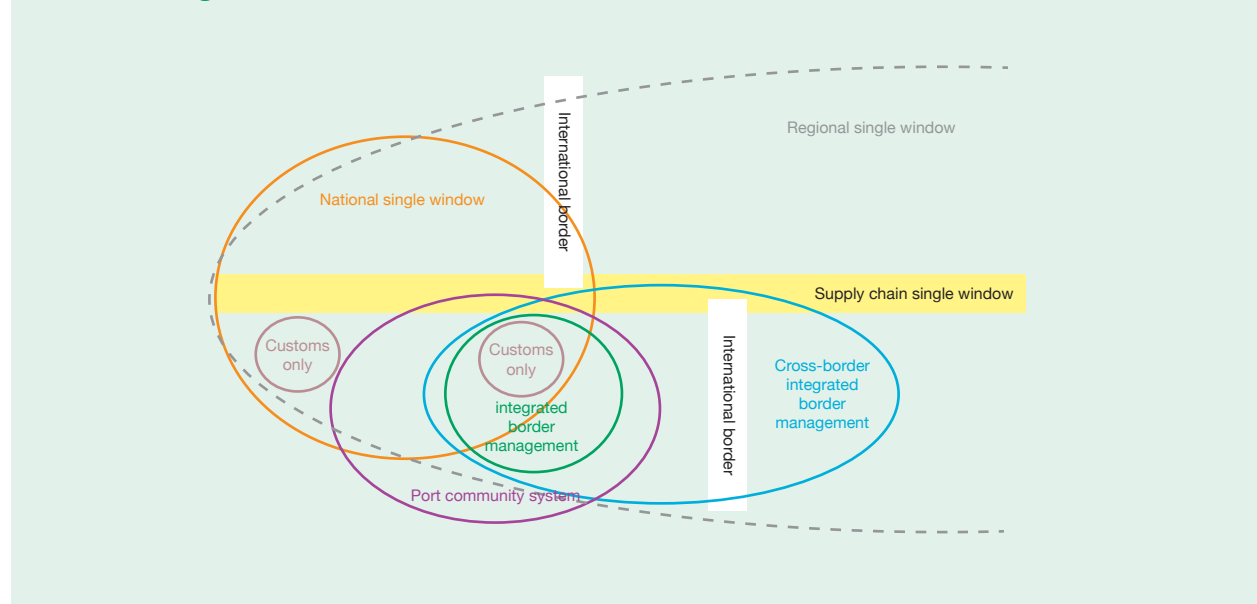 Regional single window
International border
National single window
Supply chain single window
Customs
only
Customs
only
International border
Cross-border
integrated
border
management
integrated
border
management
Port community system